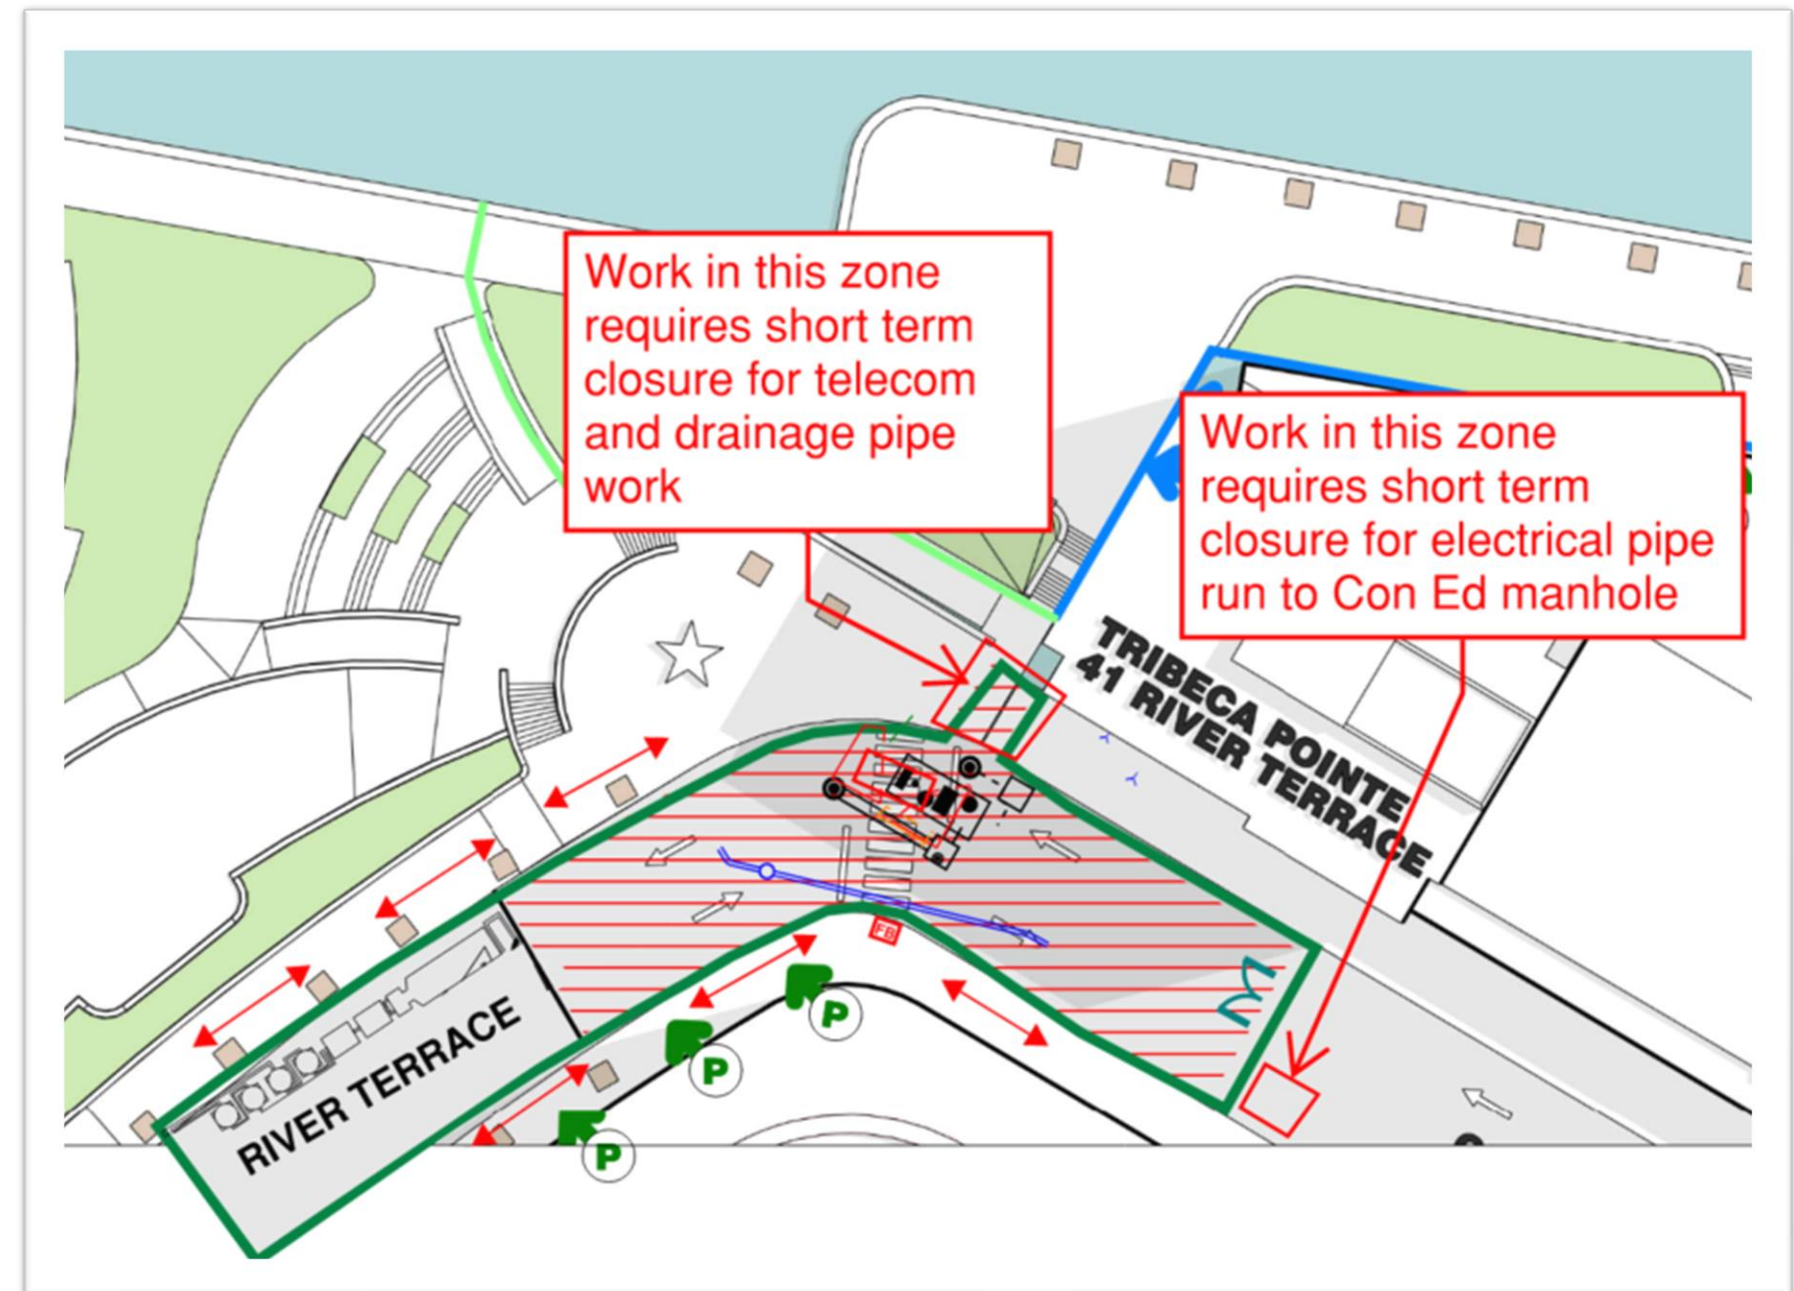 Work in this zone
requires short term
closure for telecom
and drainage pipe
work
Work in this zone
requires short term
closure for electrical pipe
run to Con Ed manhole
TRIBECA POINTE
41 RIVER TERRACE
FB
P
P
P
RIVER TERRACE